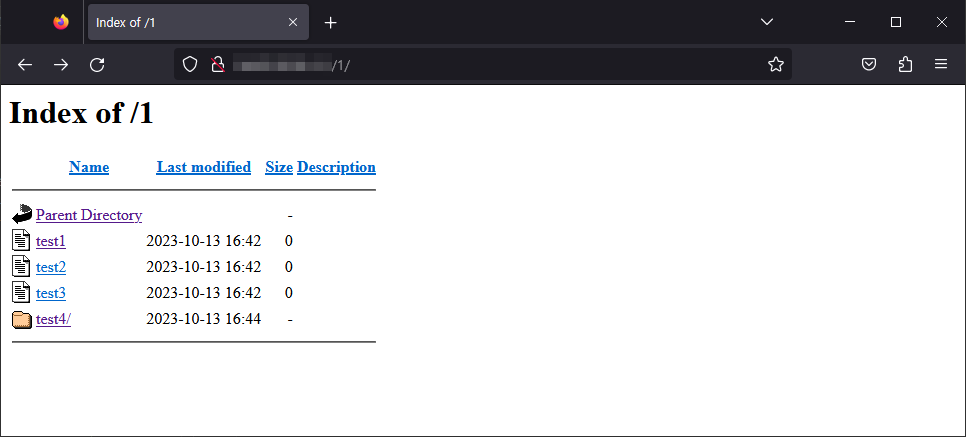 Index of /1
/1/
Index of /1
Name Last modified Size Description
Parent Directory -
test1 2023-10-13 16:42 0
test2 2023-10-13 16:42 0
test3 2023-10-13 16:42 0
test4/ 2023-10-13 16:44 -